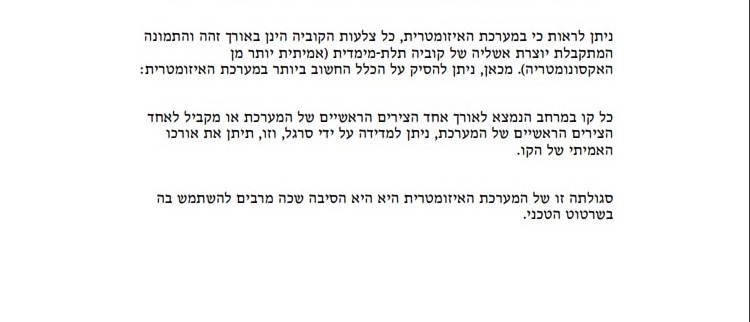 ניתן לראות כי במערכת האיזומטרית, כל צלעות הקוביה הינן באורך זהה והתמונה
המתקבלת יוצרת אשליה של קוביה תלת-מימדית (אמיתית יותר מן
האקסונומטריה). מכאן, ניתן להסיק על הכלל החשוב ביותר במערכת האיזומטרית:
כל קו במרחב הנמצא לאורך אחד הצירים הראשיים של המערכת או מקביל לאחד
הצירים הראשיים של המערכת, ניתן למדידה על ידי סרגל, וזו, תיתן את אורכו
האמיתי של הקו.
סגולתה זו של המערכת האיזומטרית היא היא הסיבה שכה מרבים להשתמש בה
בשרטוט הטכני.